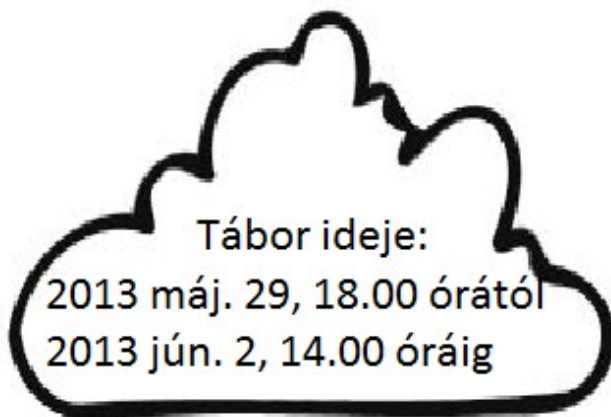 Tábor ideje:
2013 máj. 29, 18.00 órától
2013 jún. 2, 14.00 óráig